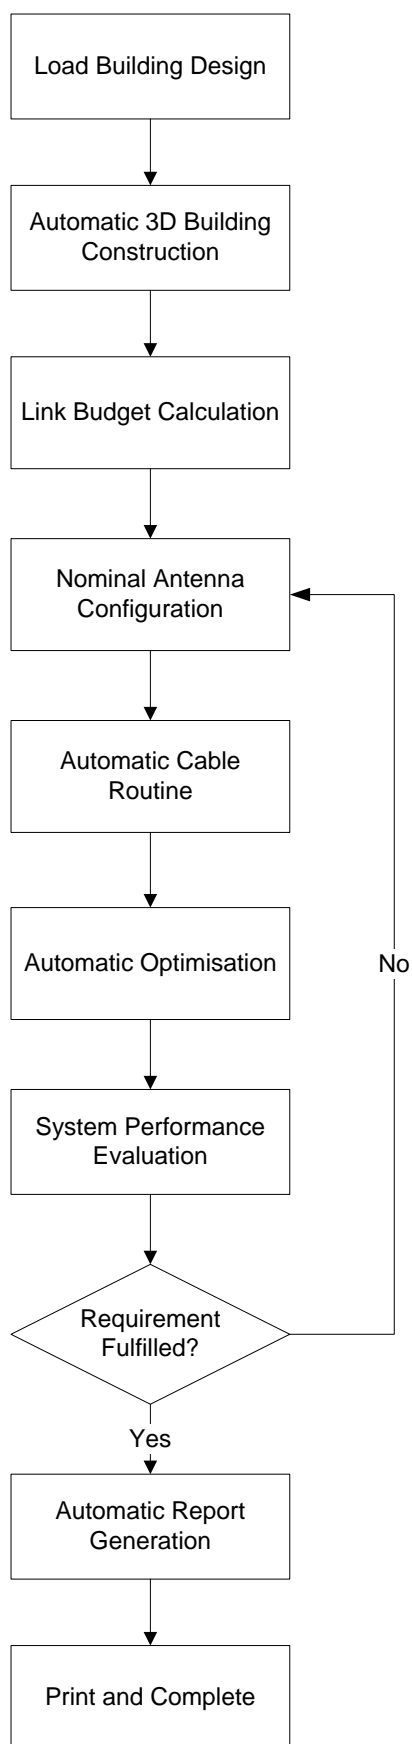 Load Building Design
Automatic 3D Building
Construction
Link Budget Calculation
Nominal Antenna
Configuration
Automatic Cable
Routine
Automatic Optimisation
No
System Performance
Evaluation
Requirement
Fulfilled?
Yes
Automatic Report
Generation
Print and Complete